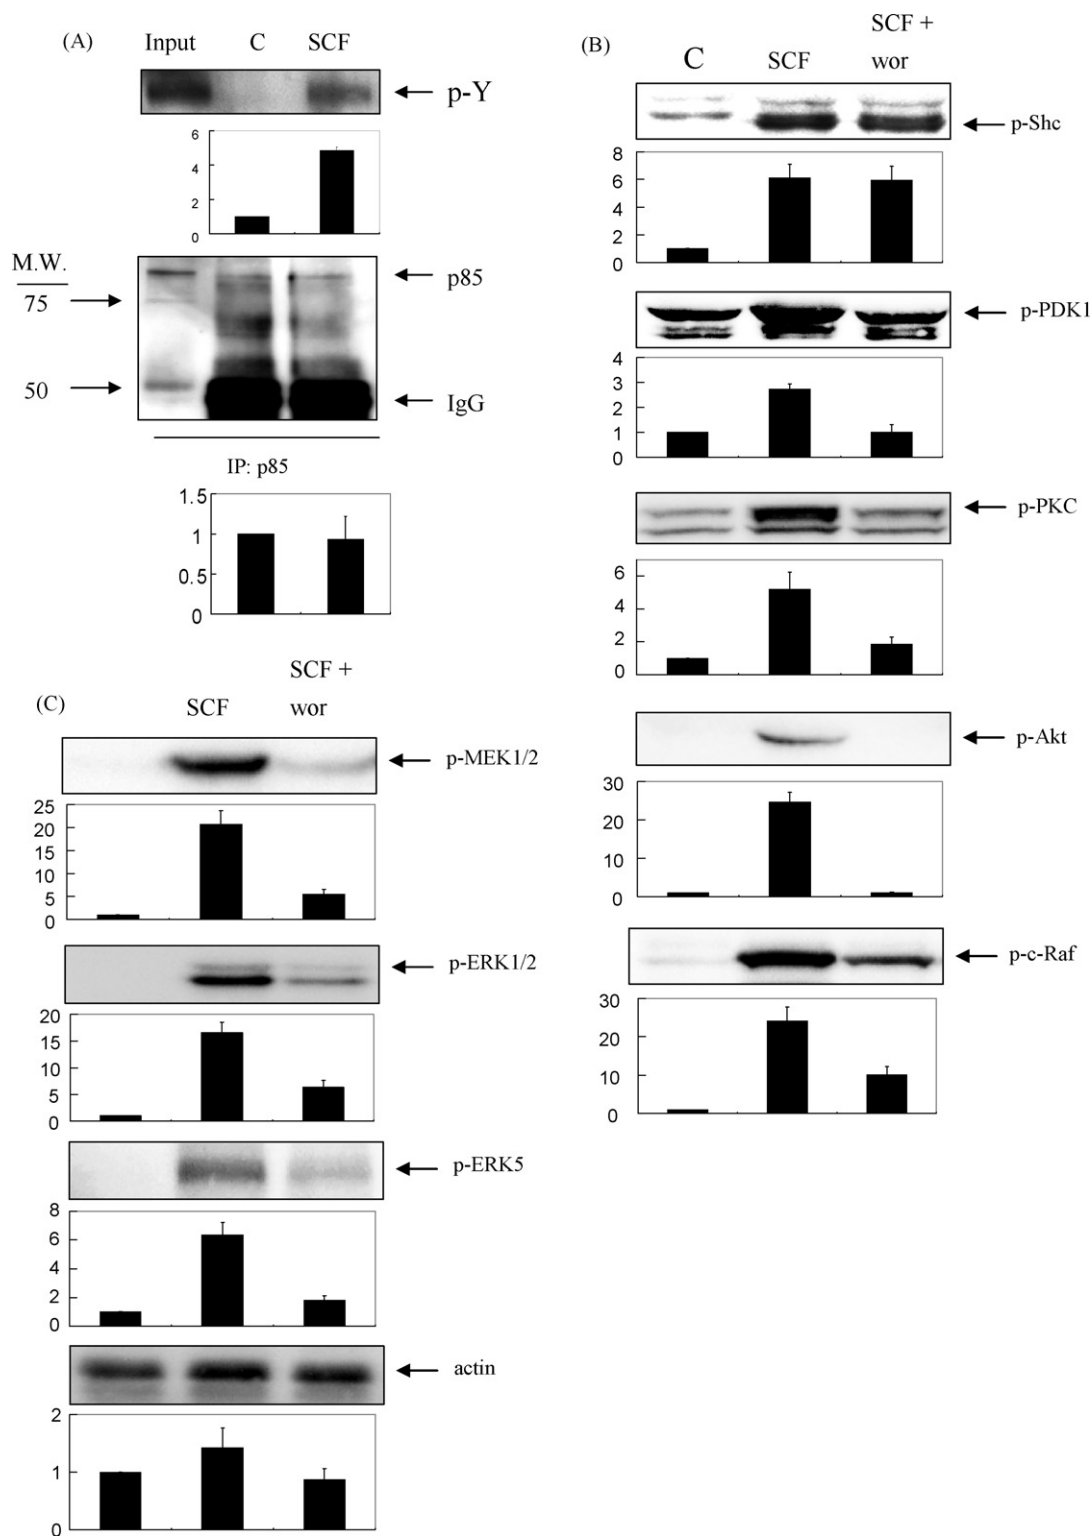 (A)
Input C SCF
p-Y
6
4
2
0
M.W.
75
50
p85
IgG
IP: p85
1.5
1
0.5
0
(B)
SCF +
C SCF wor
p-Shc
8
6
4
2
0
p-PDK1
4
3
2
1
0
p-PKC
6
4
2
0
p-Akt
30
20
10
0
p-c-Raf
30
20
10
0
(C)
SCF +
SCF wor
p-MEK1/2
25
20
15
10
5
0
p-ERK1/2
20
15
10
5
0
p-ERK5
8
6
4
2
0
actin
2
1
0